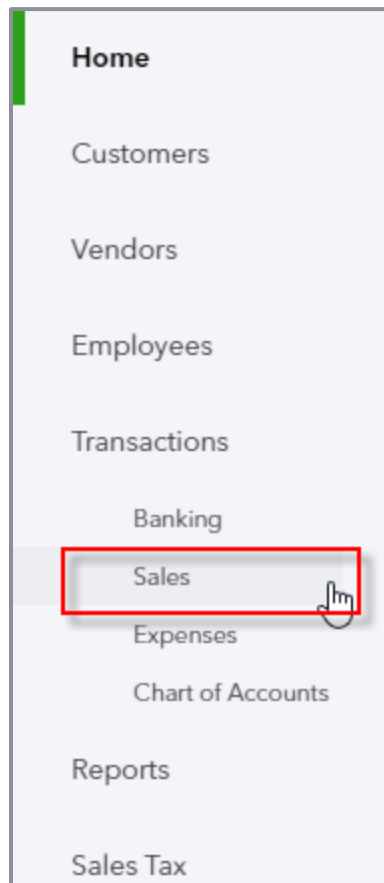 Home
Customers
Vendors
Employees
Transactions
Banking
Sales
Expenses
Chart of Accounts
Reports
Sales Tax